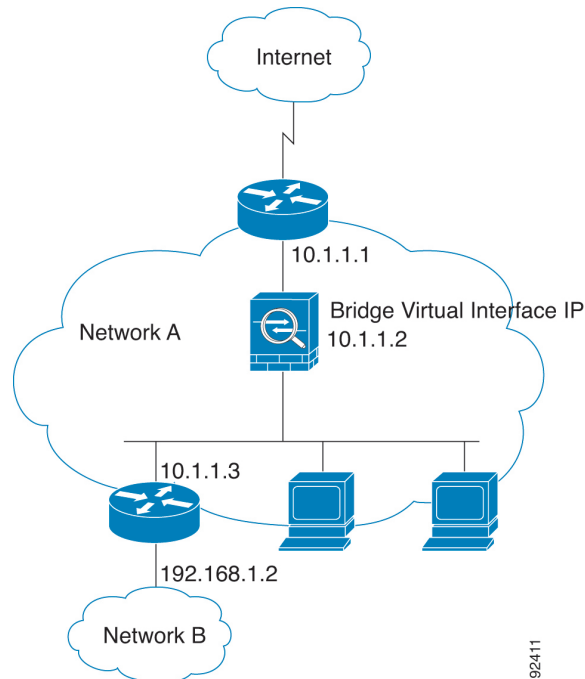 Internet
10.1.1.1
Bridge Virtual Interface IP
10.1.1.2
Network A
10.1.1.3
192.168.1.2
Network B
92411